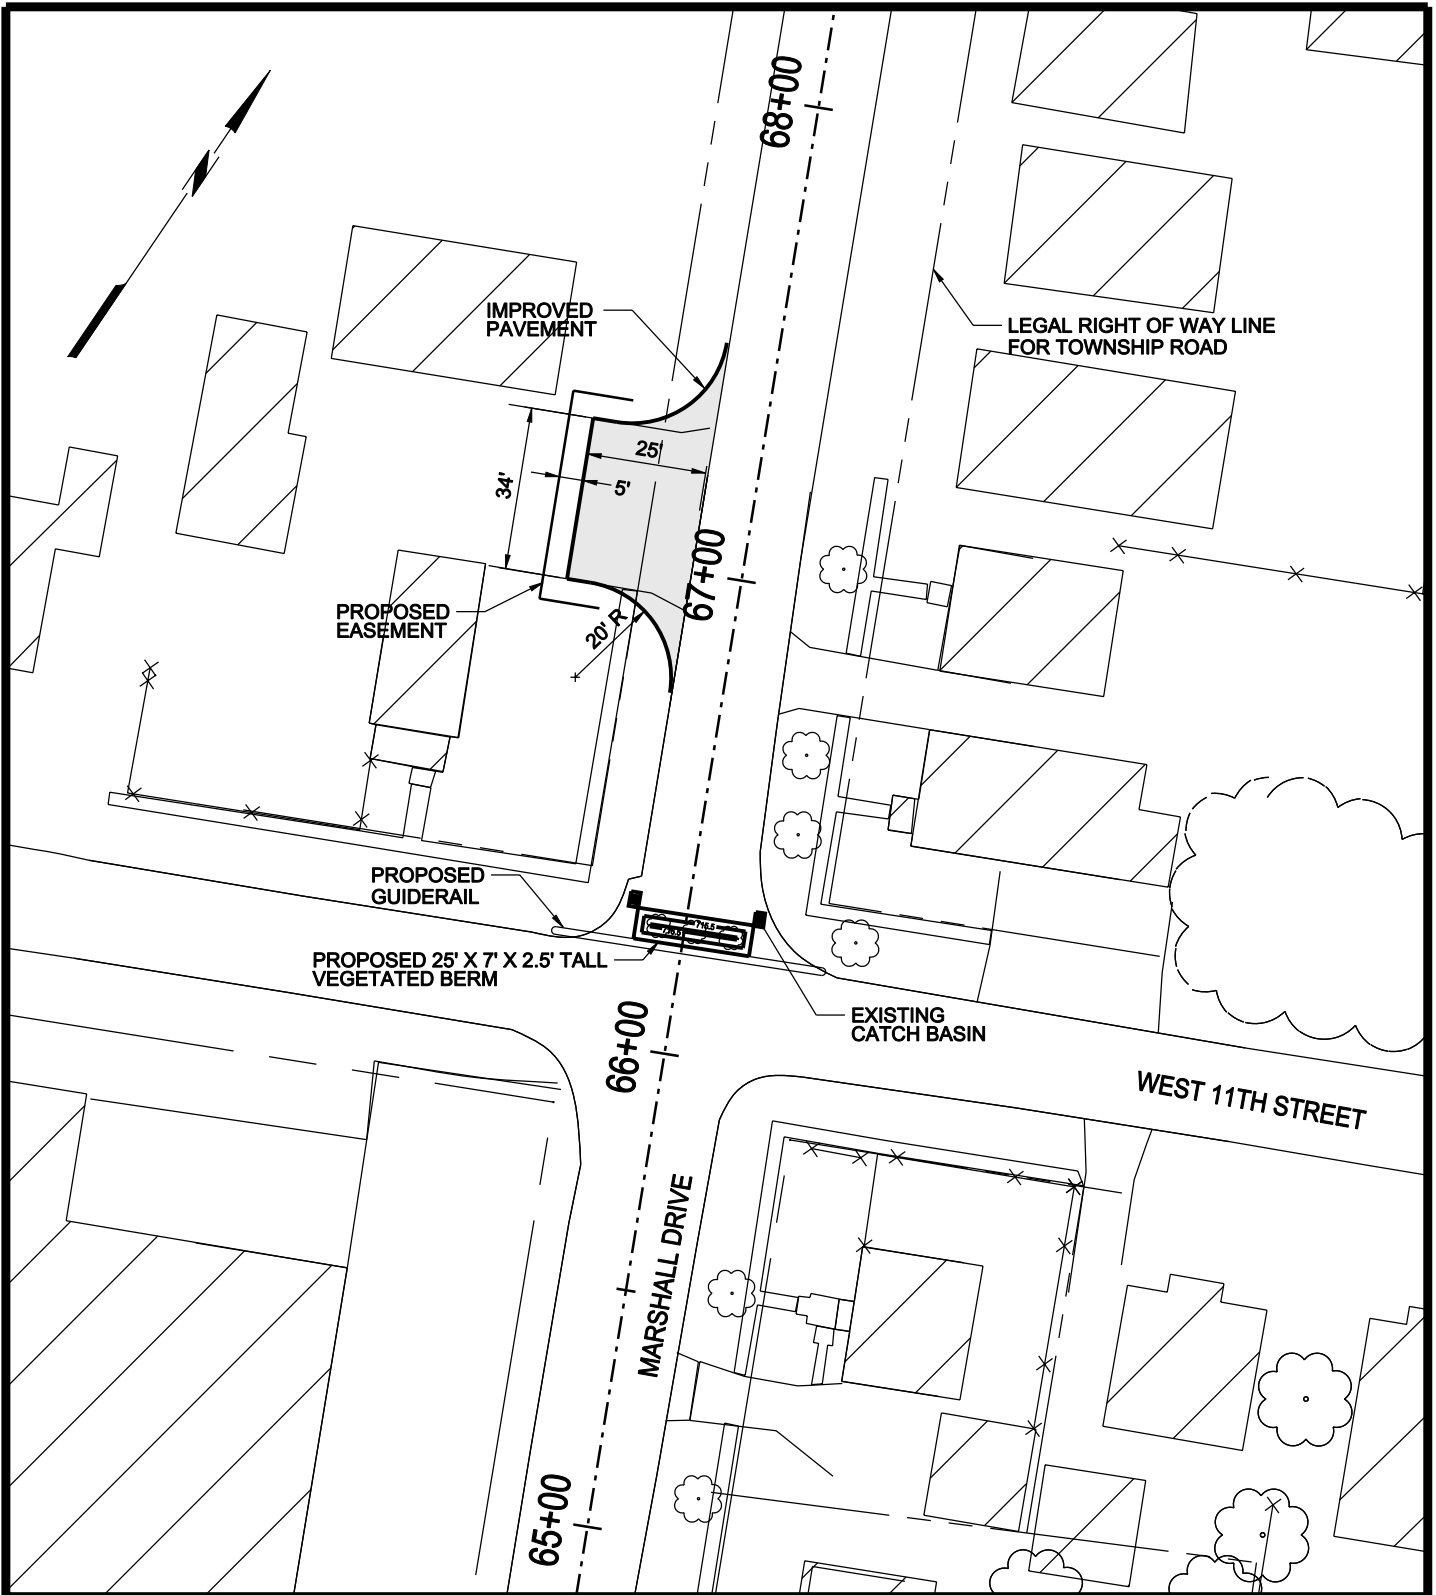 68+00
IMPROVED
PAVEMENT
LEGAL RIGHT OF WAY LINE
FOR TOWNSHIP ROAD
25'
34'
5'
67+00
PROPOSED
EASEMENT
20' R
PROPOSED
GUIDERAIL
715.5
PROPOSED 25' X 7' X 2.5' TALL
VEGETATED BERM
66+00
EXISTING
CATCH BASIN
WEST 11TH STREET
MARSHALL DRIVE
65+00